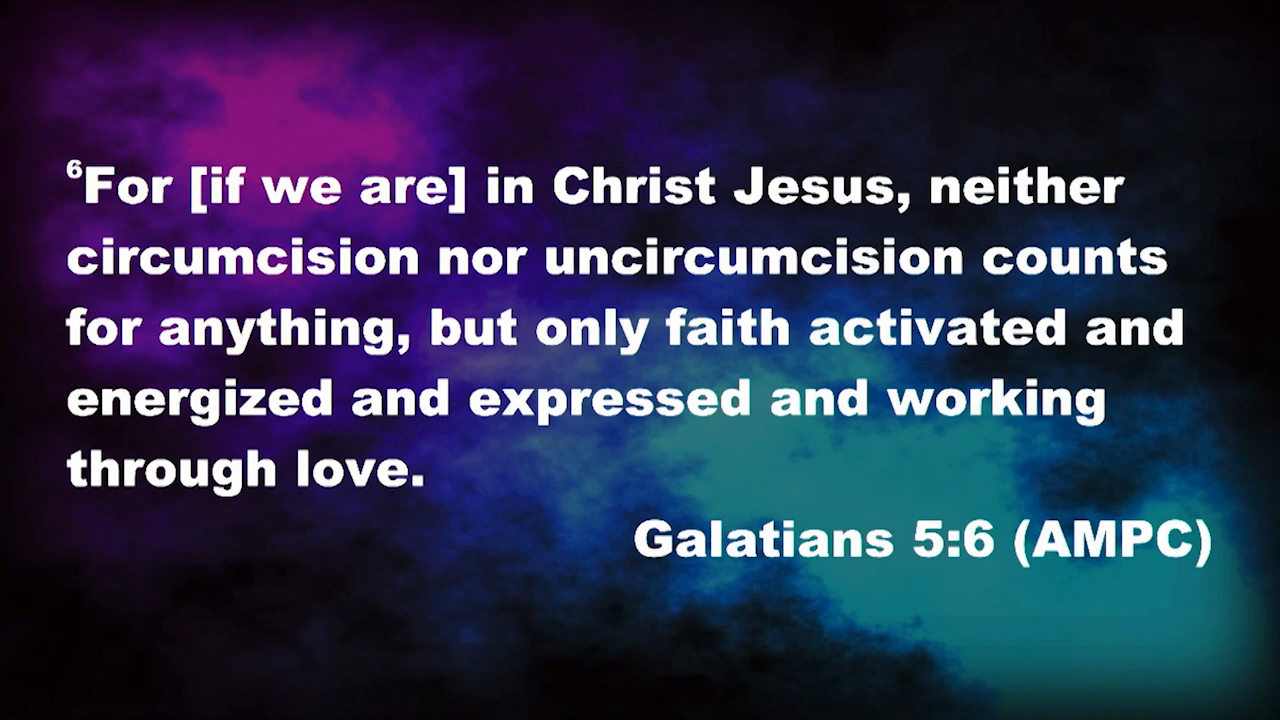 ⁶For [if we are] in Christ Jesus, neither
circumcision nor uncircumcision counts
for anything, but only faith activated and
energized and expressed and working
through love.
Galatians 5:6 (AMPC)